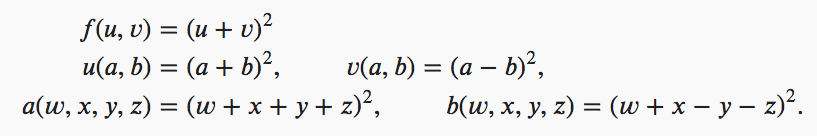 f(u, v) = (u + v)²
u(a, b) = (a + b)², v(a, b) = (a − b)²,
a(w, x, y, z) = (w + x + y + z)², b(w, x, y, z) = (w + x − y − z)².